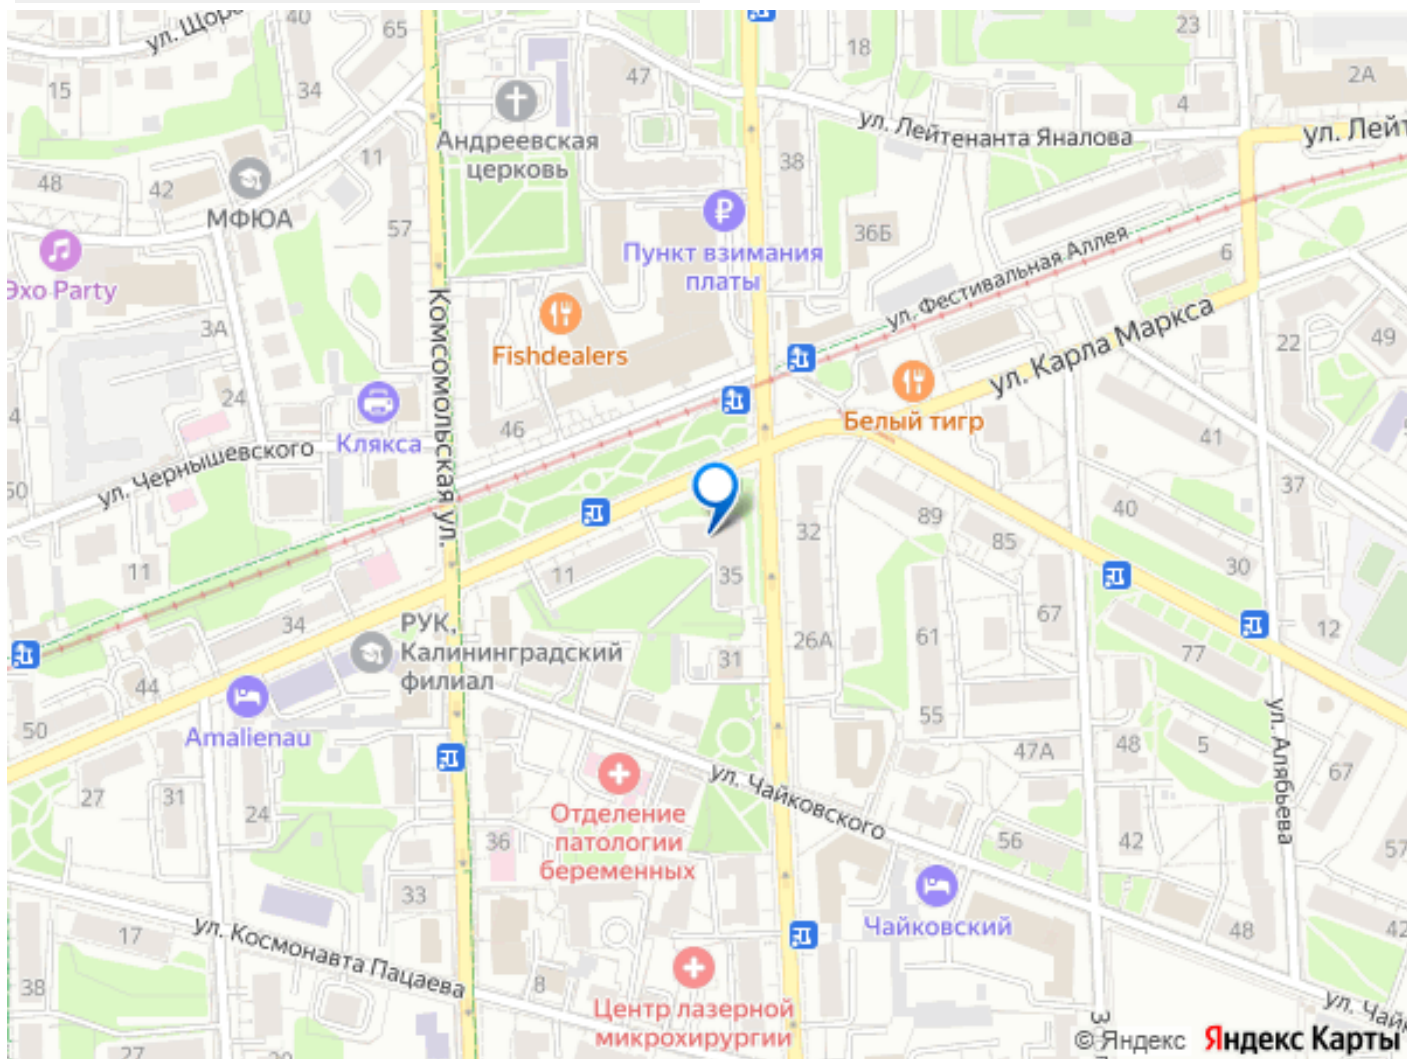 ул. Щорса
40
65
15
34
47
18
23
2А
4
Андреевская
церковь
ул. Лейтенанта Яналова
ул. Лейт
11
38
48
42
МФЮА
57
Пункт взимания
платы
36Б
ул. Фестивальная Аллея
6
Эхо Party
3А
Комсомольская ул.
Fishdealers
ул. Карла Маркса
22
49
24
Клякса
46
Белый тигр
41
ул. Чернышевского
50
37
11
11
35
32
89
85
40
30
34
РУК,
Калининградский
филиал
31
26А
61
67
77
12
44
50
Amalienau
55
47А
48
5
ул. Алябьева
67
27
31
24
Отделение
патологии
беременных
ул. Чайковского
36
56
42
57
33
Чайковский
17
ул. Космонавта Пацаева
48
42
38
8
Центр лазерной
микрохирургии
ул. Чай
27
© Яндекс Яндекс Карты